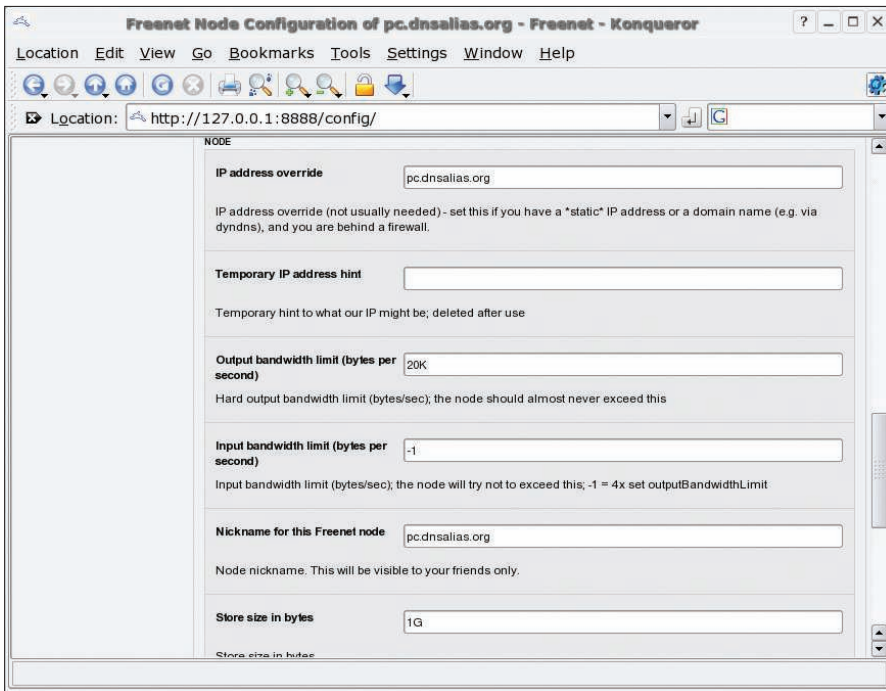 Freenet Node Configuration of pc.dnsalias.org - Freenet - Konqueror
Location Edit View Go Bookmarks Tools Settings Window Help
Location: http://127.0.0.1:8888/config/
NODE
IP address override
pc.dnsalias.org
IP address override (not usually needed) - set this if you have a *static* IP address or a domain name (e.g. via
dyndns), and you are behind a firewall.
Temporary IP address hint
Temporary hint to what our IP might be; deleted after use
Output bandwidth limit (bytes per
second)
20K
Hard output bandwidth limit (bytes/sec); the node should almost never exceed this
Input bandwidth limit (bytes per
second)
-1
Input bandwidth limit (bytes/sec); the node will try not to exceed this; -1 = 4x set outputBandwidthLimit
Nickname for this Freenet node
pc.dnsalias.org
Node nickname. This will be visible to your friends only.
Store size in bytes
1G
Store size in bytes